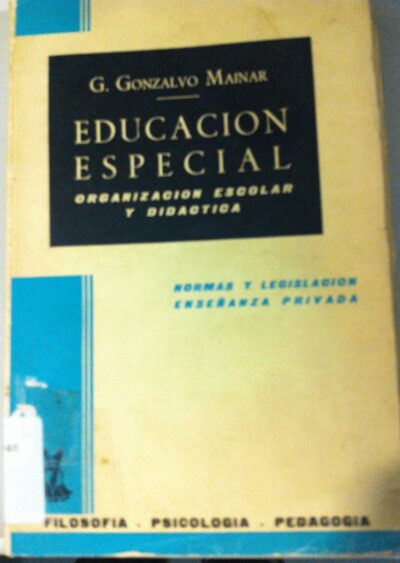 G. GONZALVO MAINAR
EDUCACION
ESPECIAL
ORGANIZACION ESCOLAR
Y DIDACTICA
NORMAS Y LEGISLACION
ENSEÑANZA PRIVADA
FILOSOFIA - PSICOLOGIA - PEDAGOGIA